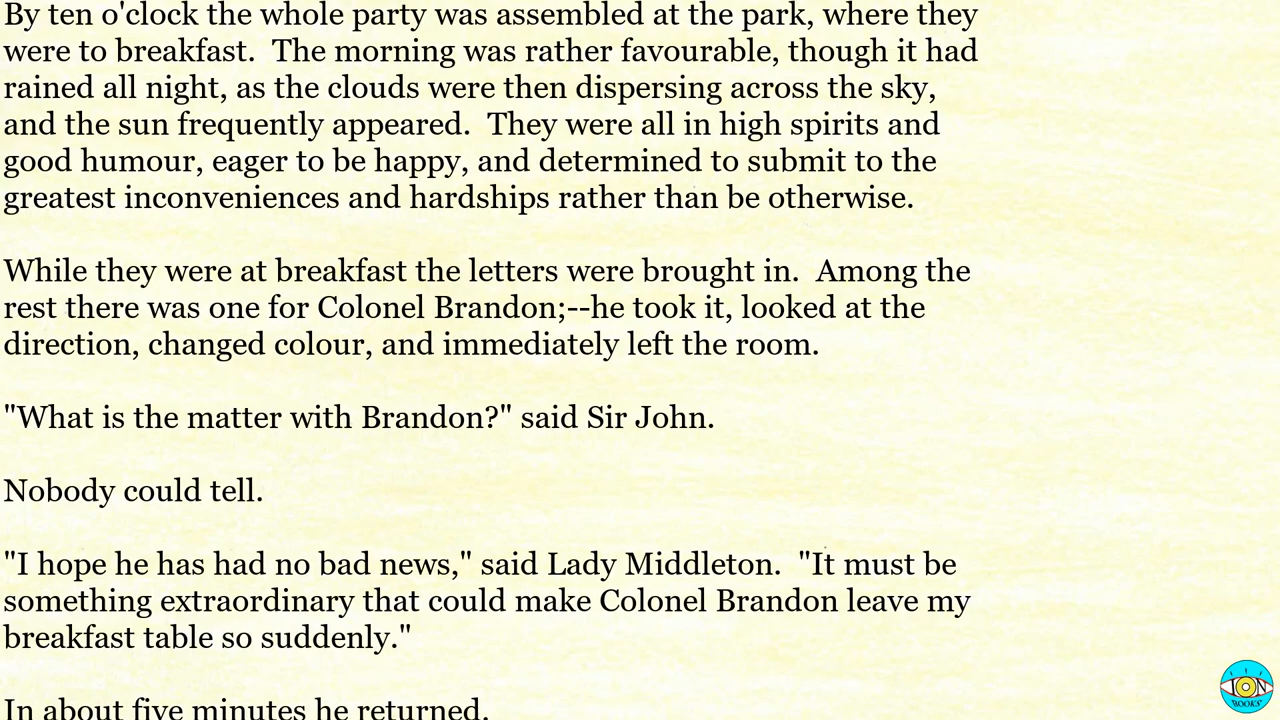 By ten o'clock the whole party was assembled at the park, where they
were to breakfast.  The morning was rather favourable, though it had
rained all night, as the clouds were then dispersing across the sky,
and the sun frequently appeared.  They were all in high spirits and
good humour, eager to be happy, and determined to submit to the
greatest inconveniences and hardships rather than be otherwise.
While they were at breakfast the letters were brought in.  Among the
rest there was one for Colonel Brandon;--he took it, looked at the
direction, changed colour, and immediately left the room.
"What is the matter with Brandon?" said Sir John.
Nobody could tell.
"I hope he has had no bad news," said Lady Middleton.  "It must be
something extraordinary that could make Colonel Brandon leave my
breakfast table so suddenly."
In about five minutes he returned.
ION
BOOKS